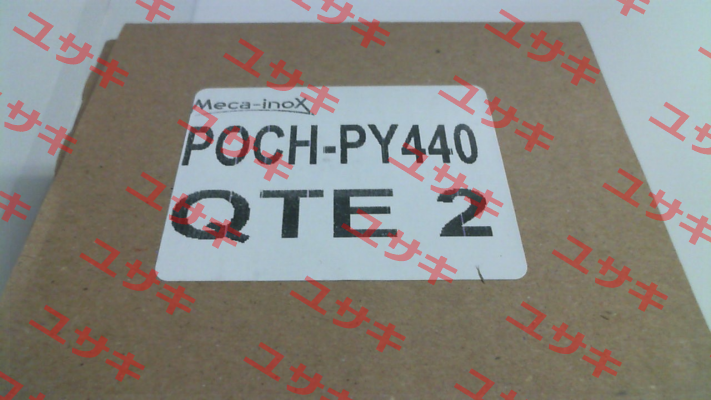 Meca-inoX
POCH-PY440
QTE 2
ユサキ